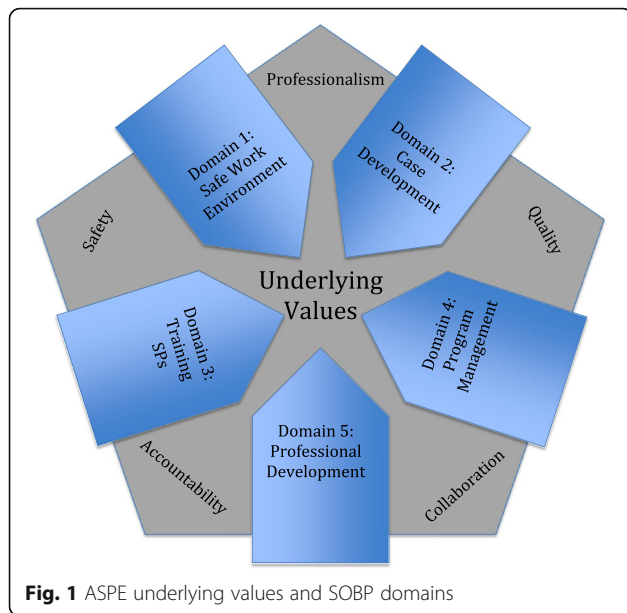 Professionalism
Domain 1:
Safe Work
Environment
Domain 2:
Case
Development
Safety
Quality
Underlying
Values
Domain 3:
Training
SPs
Domain 4:
Program
Management
Domain 5:
Professional
Development
Accountability
Collaboration
Fig. 1 ASPE underlying values and SOBP domains